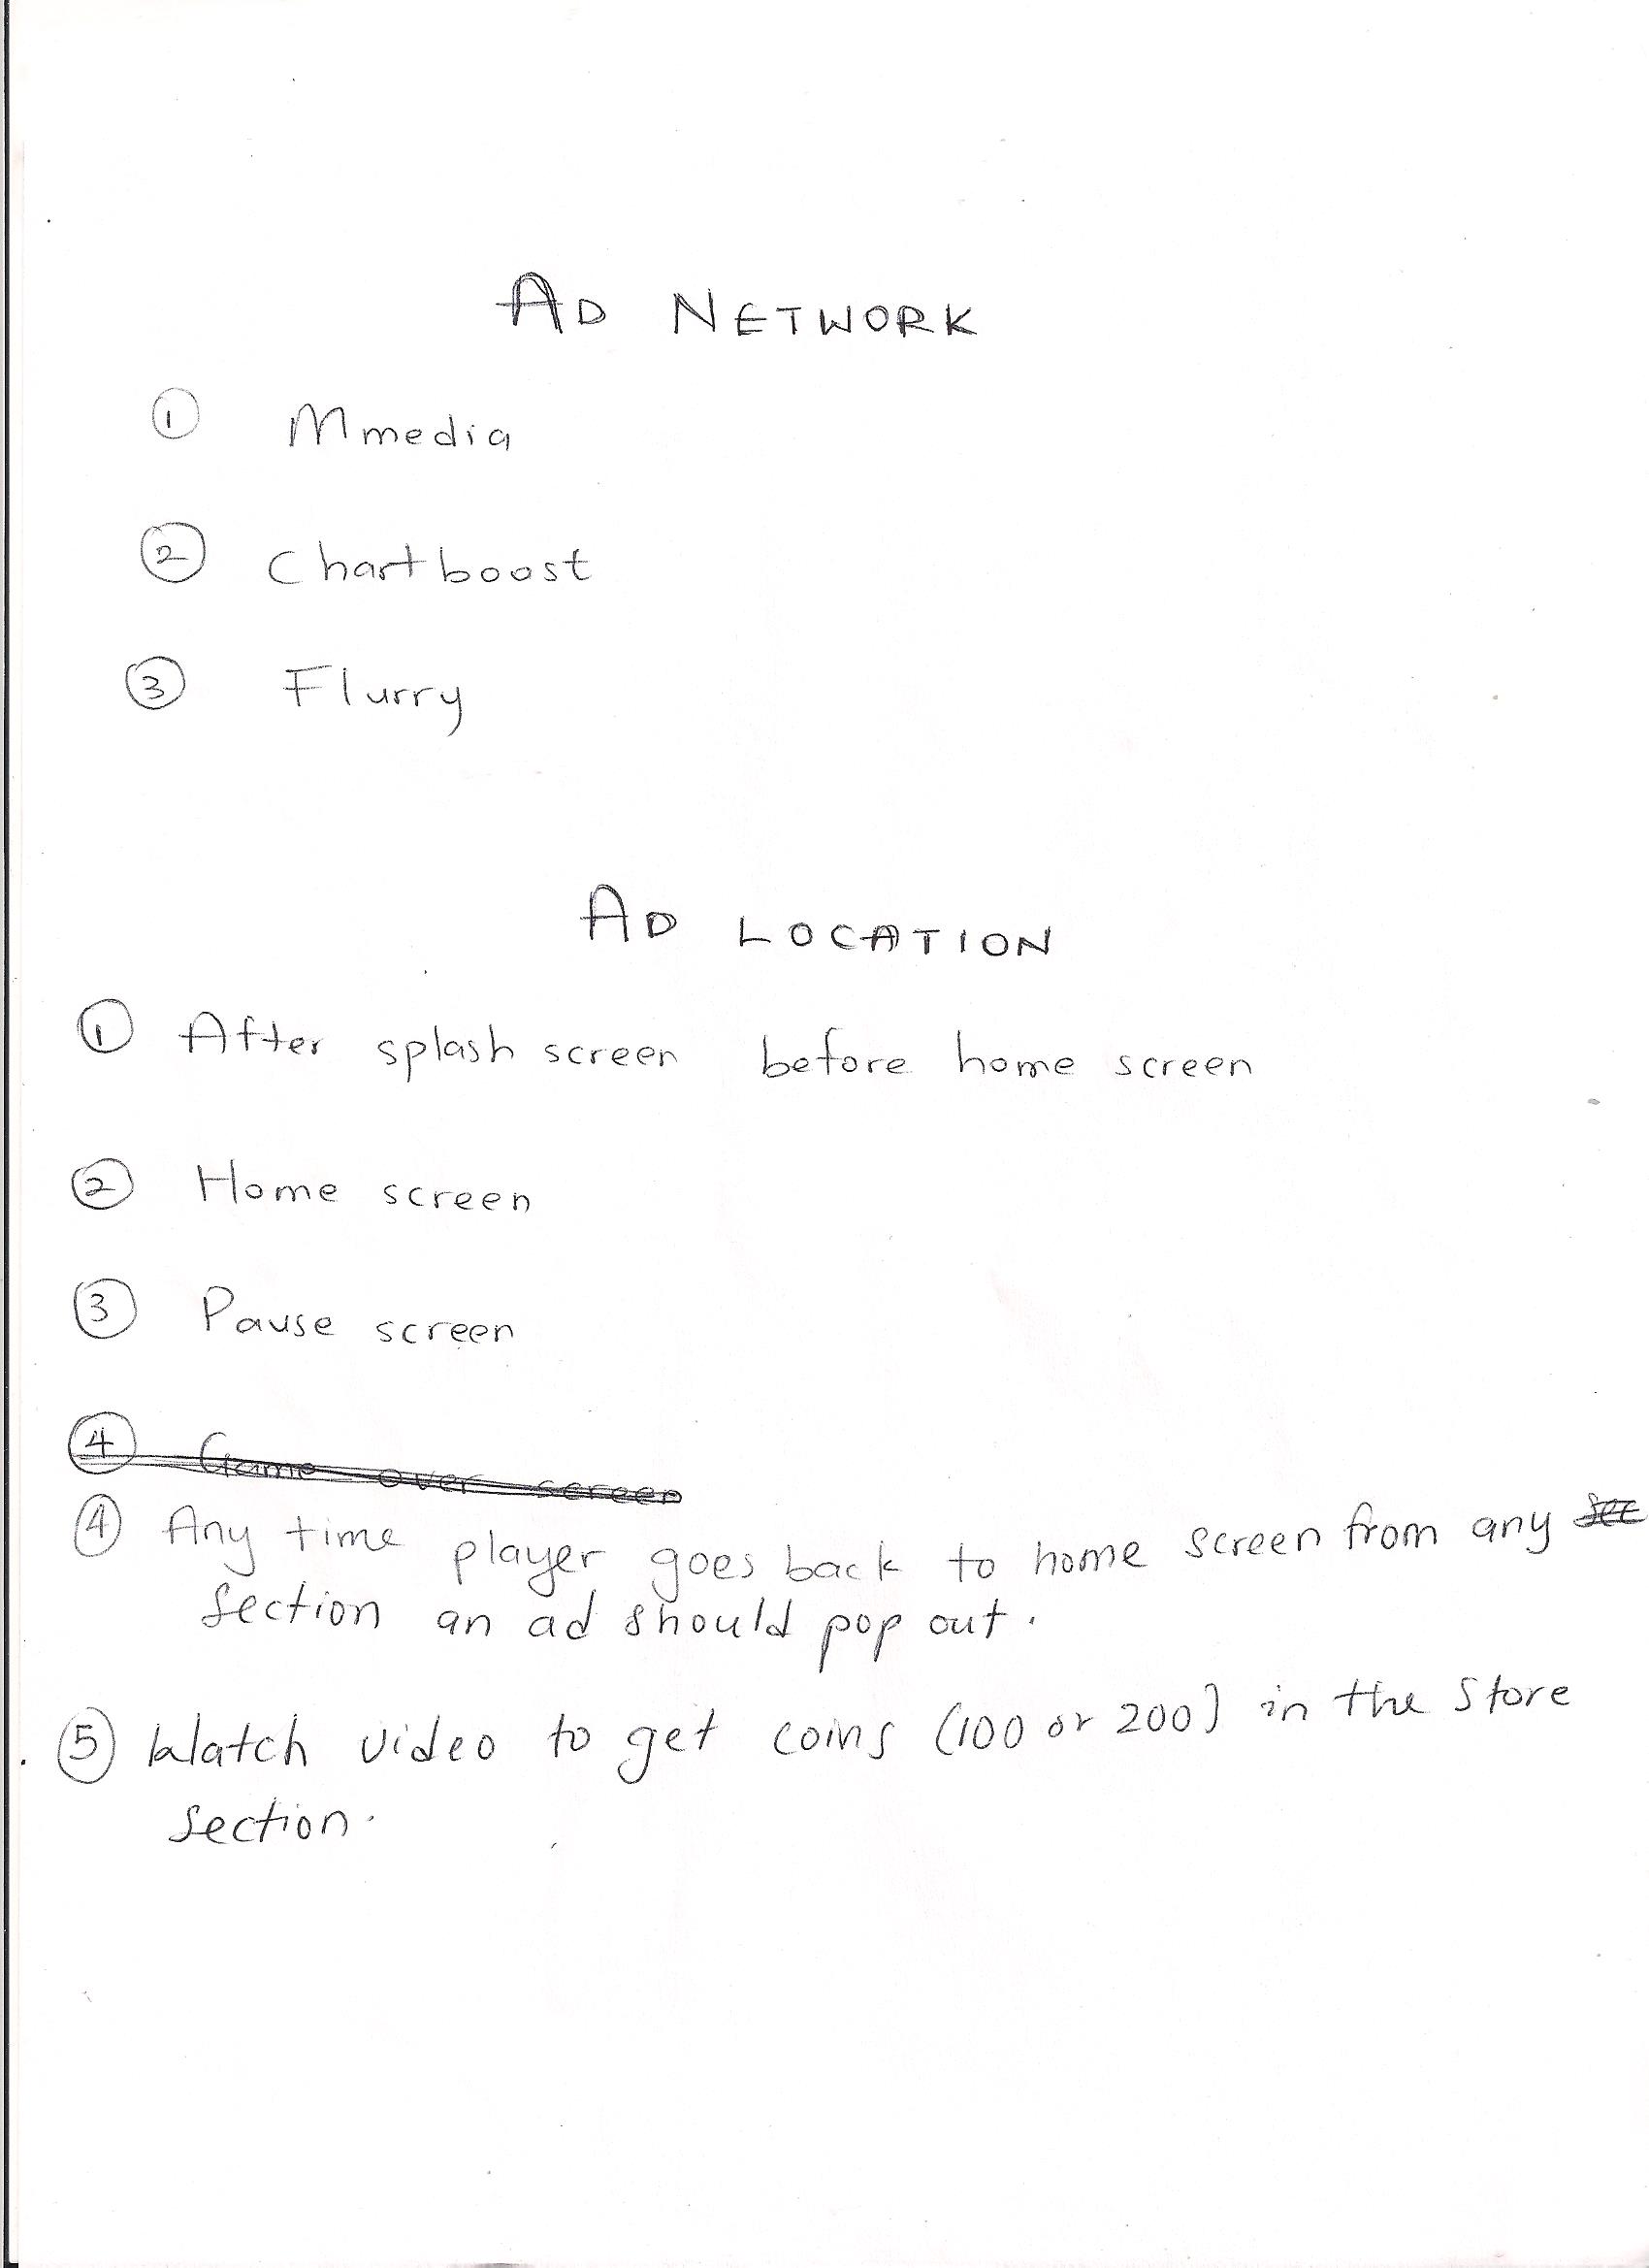 AD NETWORK
① Mmedia
② Chartboost
③ Flurry
AD LOCATION
① After splash screen before home screen
② Home screen
③ Pause screen
④ Game over screen
④ Any time player goes back to home screen from any sec
section an ad should pop out.
⑤ Watch video to get coins (100 or 200) in the store
section.